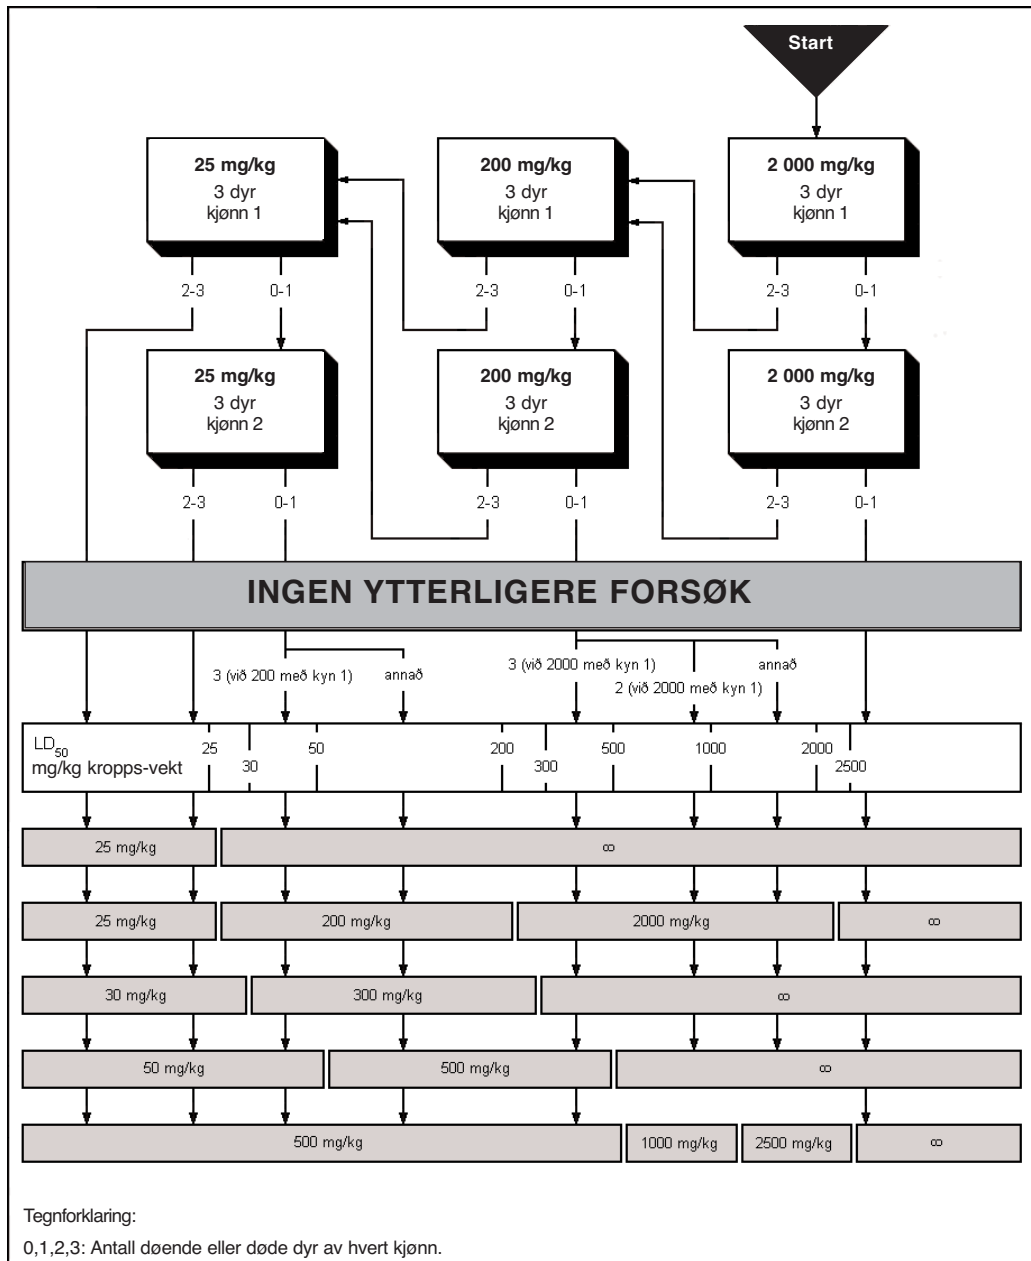 Start
25 mg/kg
3 dyr
kjønn 1
200 mg/kg
3 dyr
kjønn 1
2 000 mg/kg
3 dyr
kjønn 1
2-3 0-1 2-3 0-1 2-3 0-1
25 mg/kg
3 dyr
kjønn 2
200 mg/kg
3 dyr
kjønn 2
2 000 mg/kg
3 dyr
kjønn 2
2-3 0-1 2-3 0-1 2-3 0-1
INGEN YTTERLIGERE FORSØK
3 (við 200 með kyn 1) annað 3 (við 2000 með kyn 1) annað
2 (við 2000 með kyn 1)
LD50 25 50 200 500 1000 2000
mg/kg kropps-vekt 30 300 2500
25 mg/kg ∞
25 mg/kg 200 mg/kg 2000 mg/kg ∞
30 mg/kg 300 mg/kg ∞
50 mg/kg 500 mg/kg ∞
500 mg/kg 1000 mg/kg 2500 mg/kg ∞
Tegnforklaring:
0,1,2,3: Antall døende eller døde dyr av hvert kjønn.